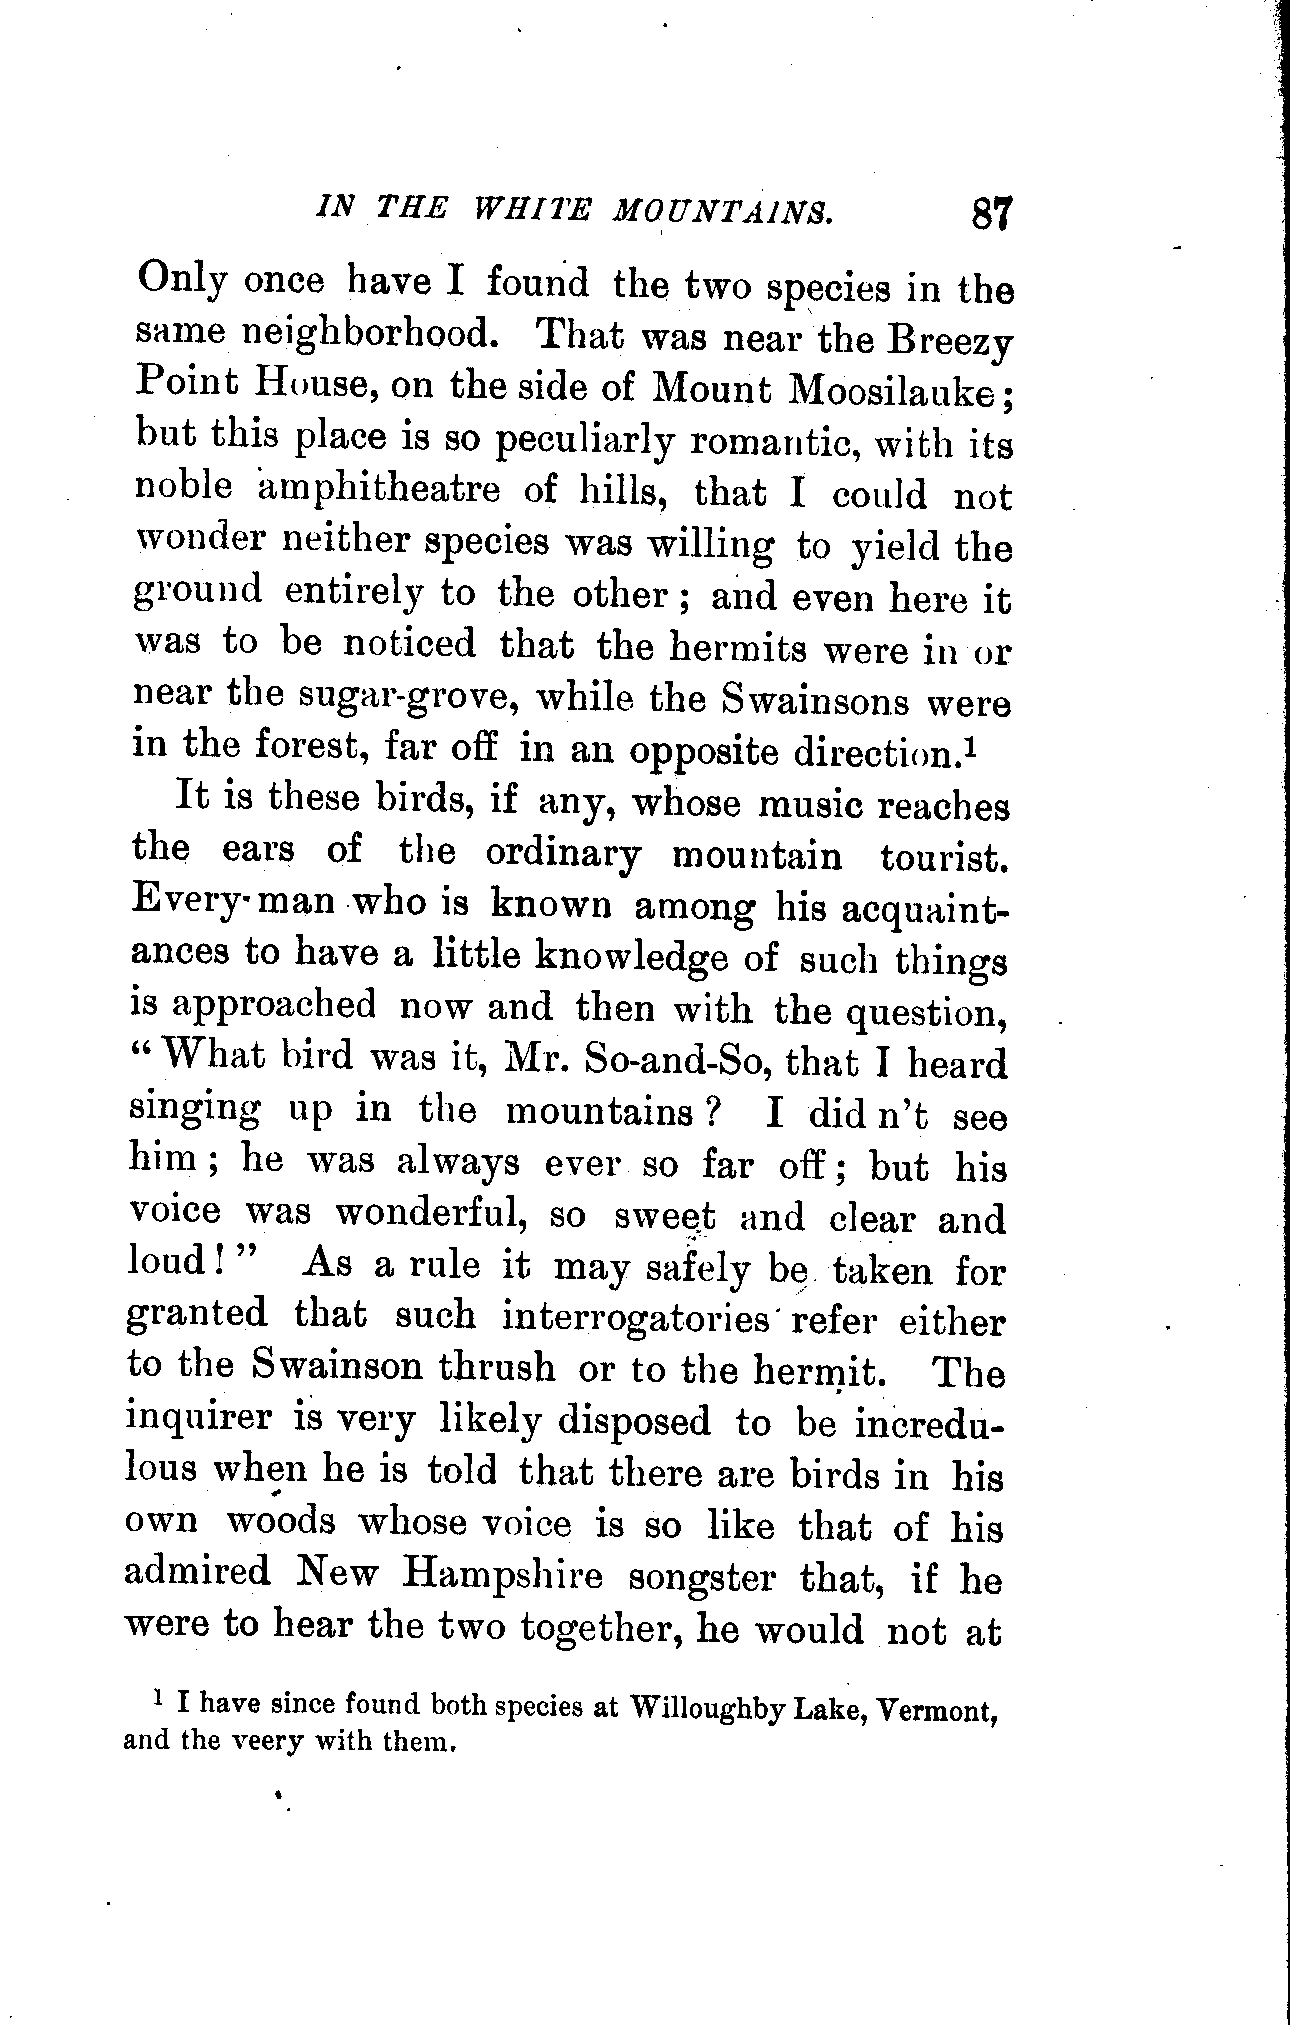 IN THE WHITE MOUNTAINS. 87
Only once have I found the two species in the
same neighborhood. That was near the Breezy
Point House, on the side of Mount Moosilauke;
but this place is so peculiarly romantic, with its
noble amphitheatre of hills, that I could not
wonder neither species was willing to yield the
ground entirely to the other; and even here it
was to be noticed that the hermits were in or
near the sugar-grove, while the Swainsons were
in the forest, far off in an opposite direction.¹
It is these birds, if any, whose music reaches
the ears of the ordinary mountain tourist.
Every man who is known among his acquaint-
ances to have a little knowledge of such things
is approached now and then with the question,
“What bird was it, Mr. So-and-So, that I heard
singing up in the mountains? I did n't see
him; he was always ever so far off; but his
voice was wonderful, so sweet and clear and
loud!” As a rule it may safely be taken for
granted that such interrogatories refer either
to the Swainson thrush or to the hermit. The
inquirer is very likely disposed to be incredu-
lous when he is told that there are birds in his
own woods whose voice is so like that of his
admired New Hampshire songster that, if he
were to hear the two together, he would not at
¹ I have since found both species at Willoughby Lake, Vermont,
and the veery with them.